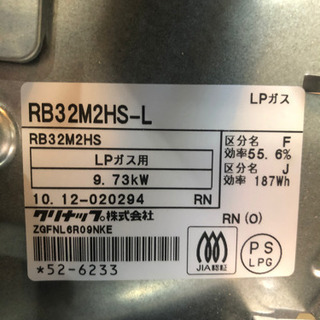 LPガス
RB32M2HS-L
RB32M2HS
区分名 F
効率55.6%
LPガス用
区分名 J
9.73kW
効率 187Wh
10.12-020294 RN
クリナップ株式会社
RN(O)
ZGFNL6R09NKE
*52-6233
JIA認証
PS
LPG